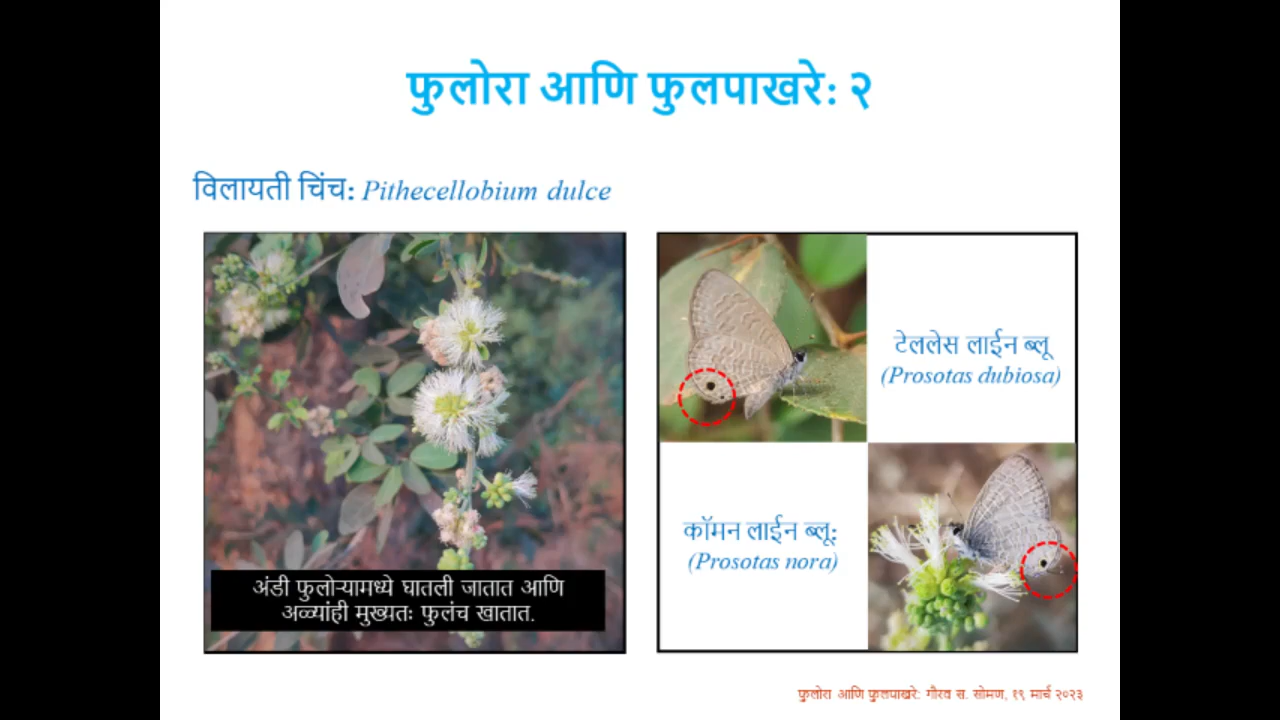 फुलोरा आणि फुलपाखरे: २
विलायती चिंच: Pithecellobium dulce
अंडी फुलोऱ्यामध्ये घातली जातात आणि
अळ्यांही मुख्यतः फुलंच खातात.
टेललेस लाईन ब्लू
(Prosotas dubiosa)
कॉमन लाईन ब्लू:
(Prosotas nora)
फुलोरा आणि फुलपाखरे: गौरव स. सोमण, १९ मार्च २०२३